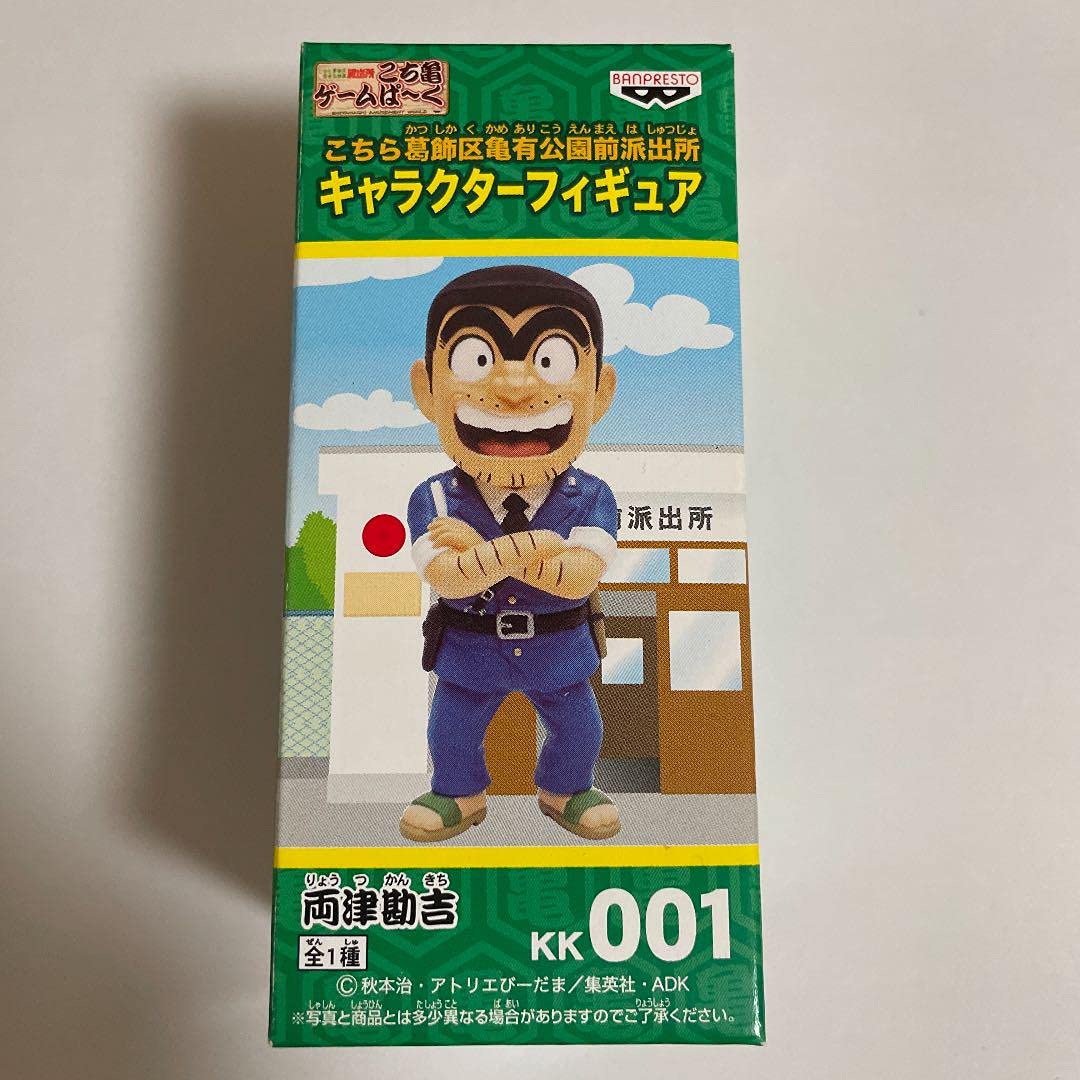 こち亀
ゲームぱ〜く
BANPRESTO
かつしかくかめありこうえんまえはしゅつじょ
こちら葛飾区亀有公園前派出所
キャラクターフィギュア
前派出所
りょうつかんきち
両津勘吉
ぜんしゅ
全1種
KK001
©秋本治・アトリエびーだま/集英社・ADK
しゃしん しょうひん たしょうこと ばあい りょうしょう
※写真と商品とは多少異なる場合がありますのでご了承ください。